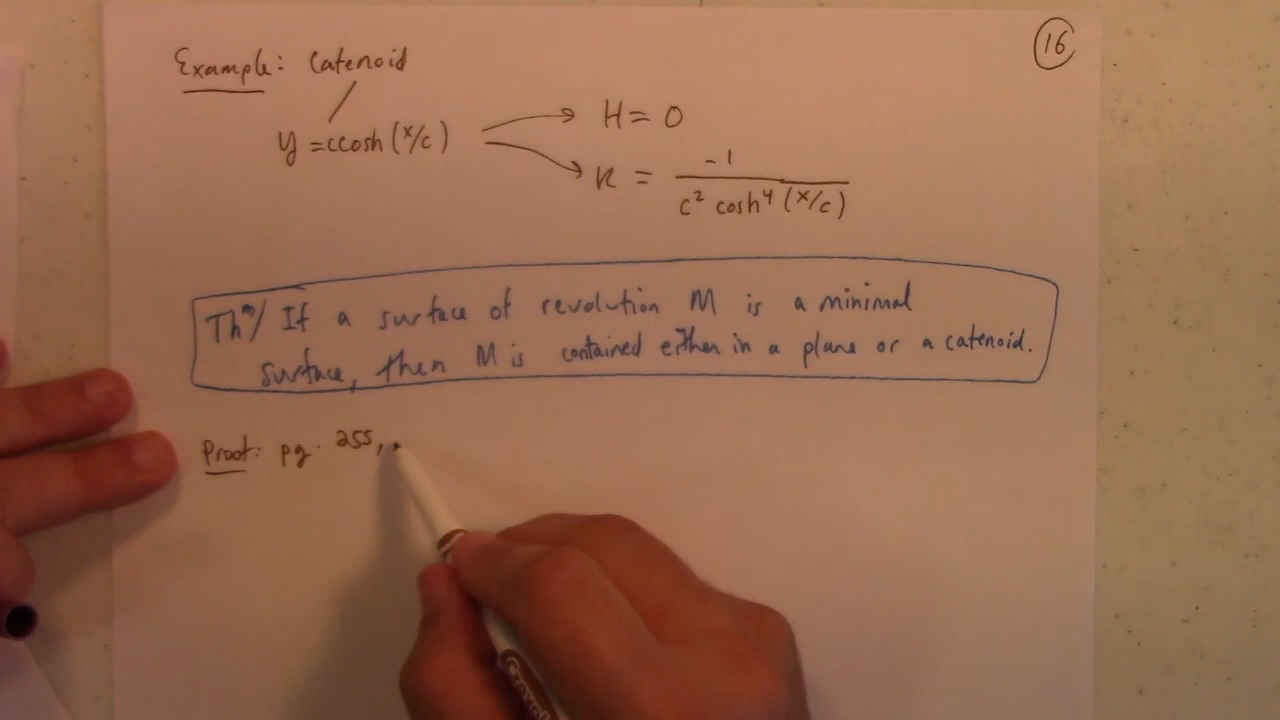 16
Example: Catenoid
y = c cosh (x/c)
H = 0
K = -1 / c² cosh⁴ (x/c)
Thᵐ/ If a surface of revolution M is a minimal
surface, then M is contained either in a plane or a catenoid.
Proof: pg. 255,